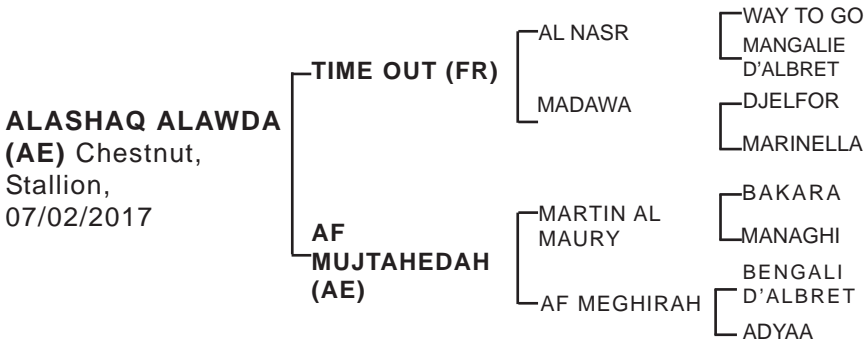 ALASHAQ ALAWDA
(AE) Chestnut,
Stallion,
07/02/2017
TIME OUT (FR)
AF
MUJTAHEDAH
(AE)
AL NASR
MADAWA
MARTIN AL
MAURY
AF MEGHIRAH
WAY TO GO
MANGALIE
D'ALBRET
DJELFOR
MARINELLA
BAKARA
MANAGHI
BENGALI
D'ALBRET
ADYAA